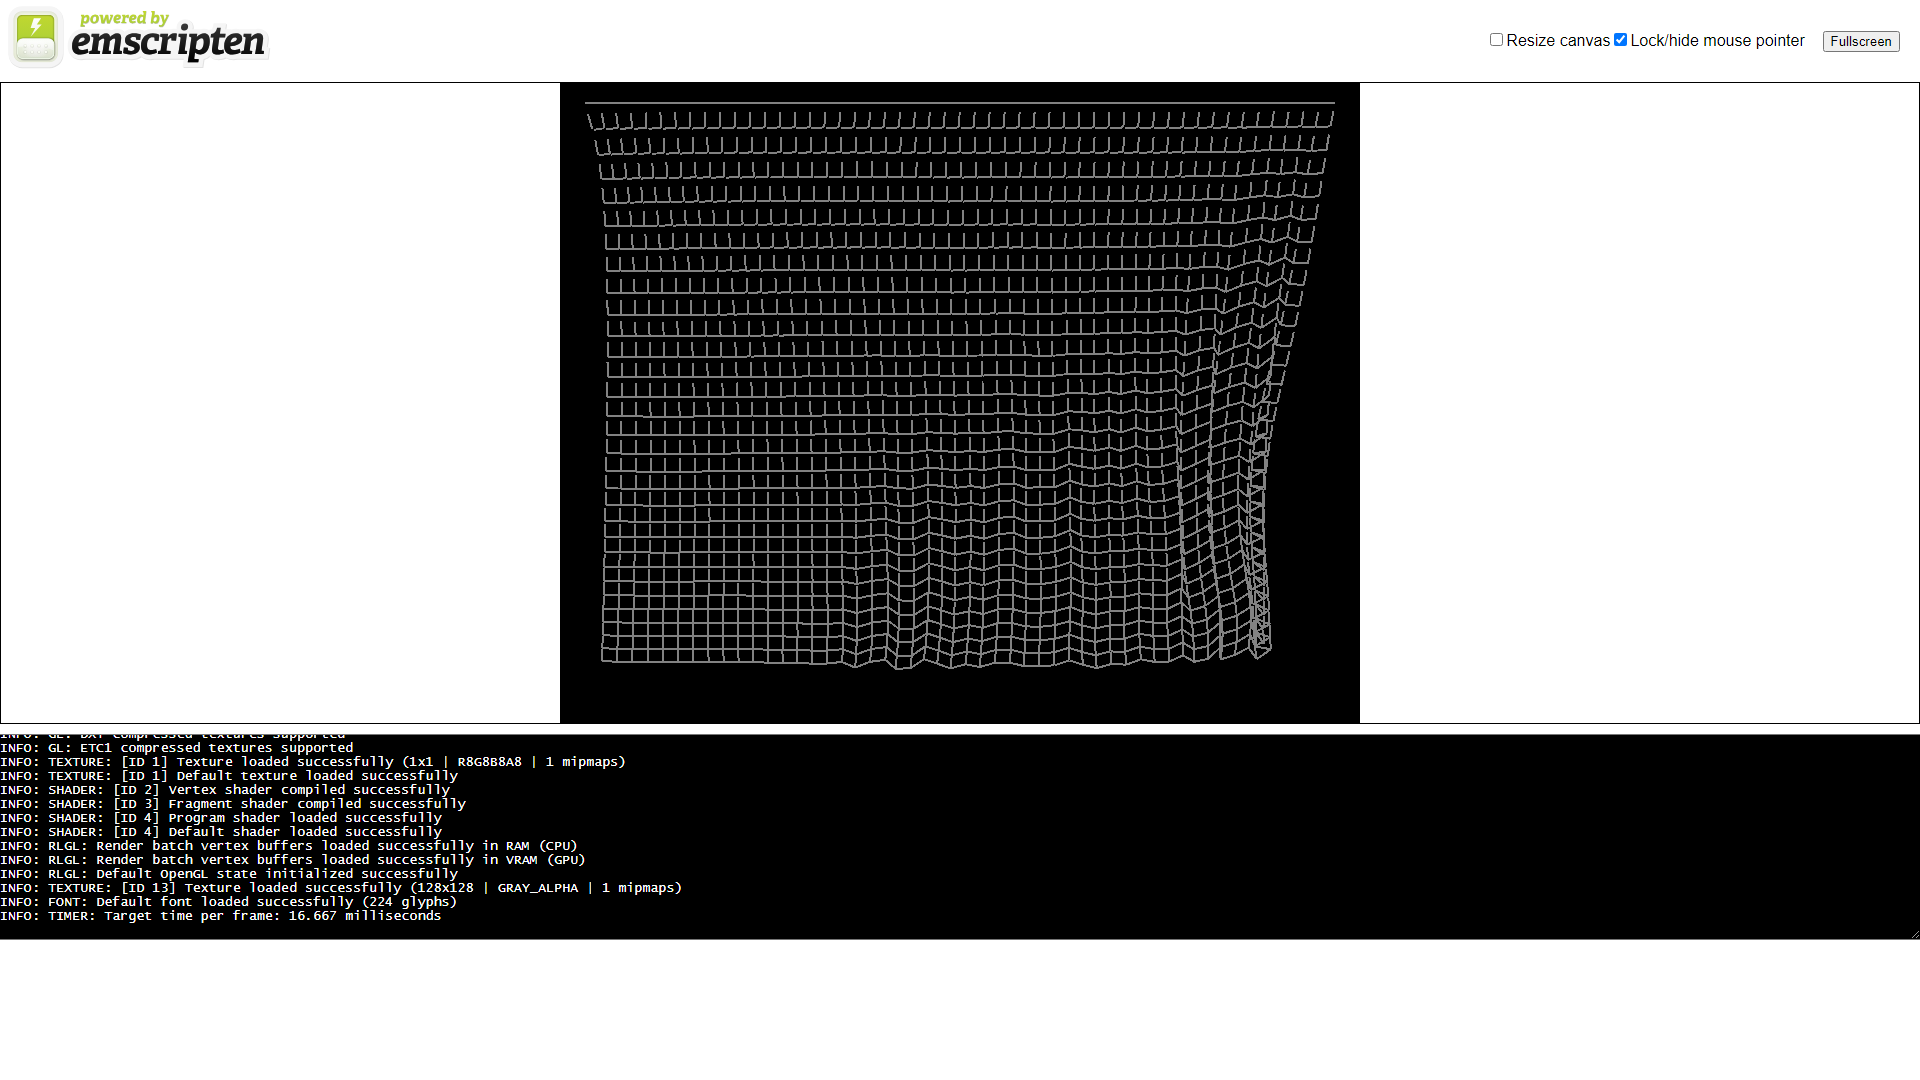 powered by
emscripten
Resize canvas Lock/hide mouse pointer Fullscreen
INFO: GL: DXT compressed textures supported
INFO: GL: ETC1 compressed textures supported
INFO: TEXTURE: [ID 1] Texture loaded successfully (1x1 | R8G8B8A8 | 1 mipmaps)
INFO: TEXTURE: [ID 1] Default texture loaded successfully
INFO: SHADER: [ID 2] Vertex shader compiled successfully
INFO: SHADER: [ID 3] Fragment shader compiled successfully
INFO: SHADER: [ID 4] Program shader loaded successfully
INFO: SHADER: [ID 4] Default shader loaded successfully
INFO: RLGL: Render batch vertex buffers loaded successfully in RAM (CPU)
INFO: RLGL: Render batch vertex buffers loaded successfully in VRAM (GPU)
INFO: RLGL: Default OpenGL state initialized successfully
INFO: TEXTURE: [ID 13] Texture loaded successfully (128x128 | GRAY_ALPHA | 1 mipmaps)
INFO: FONT: Default font loaded successfully (224 glyphs)
INFO: TIMER: Target time per frame: 16.667 milliseconds